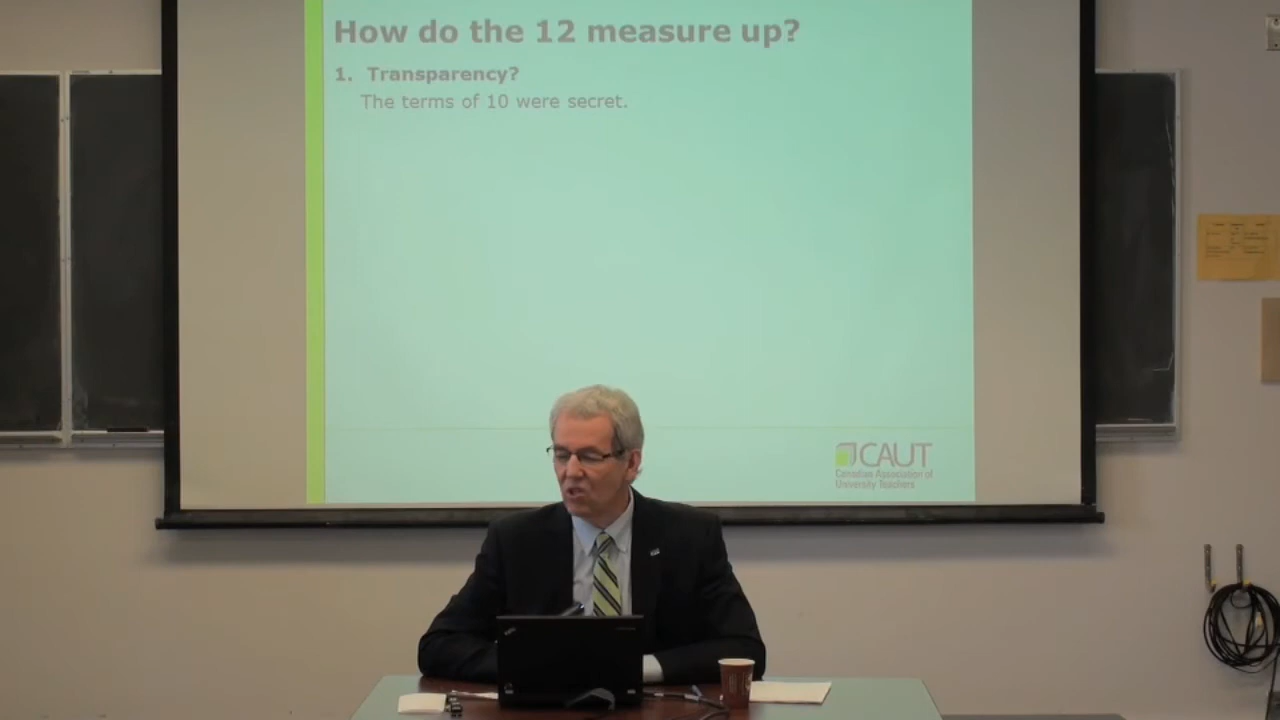 How do the 12 measure up?
1. Transparency?
The terms of 10 were secret.
CAUT
Canadian Association of
University Teachers